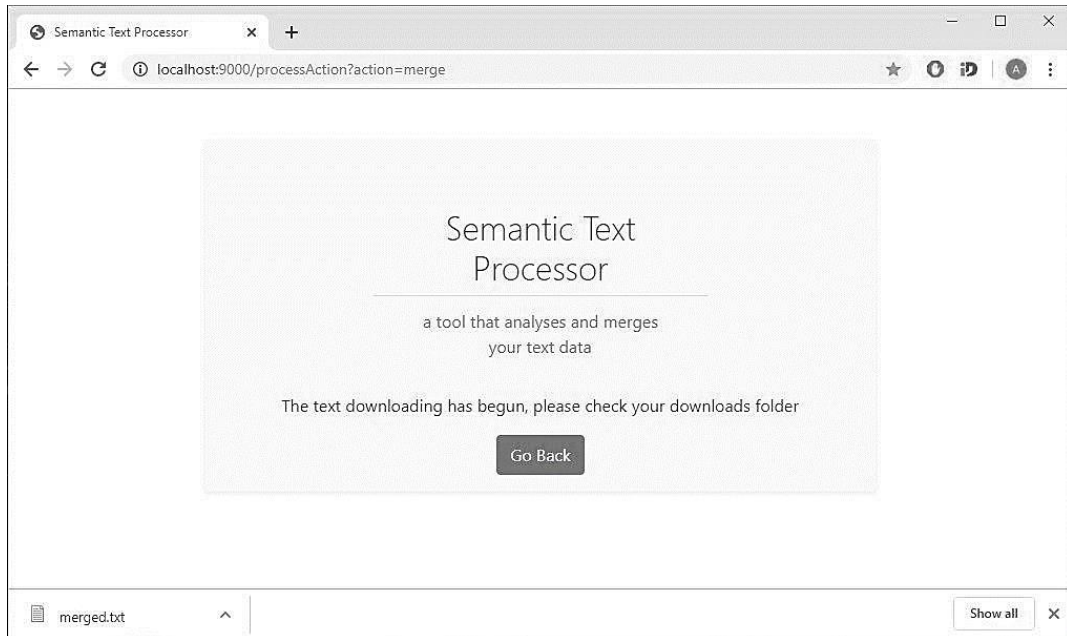 Semantic Text Processor
localhost:9000/processAction?action=merge
A
Semantic Text
Processor
a tool that analyses and merges
your text data
The text downloading has begun, please check your downloads folder
Go Back
merged.txt
Show all